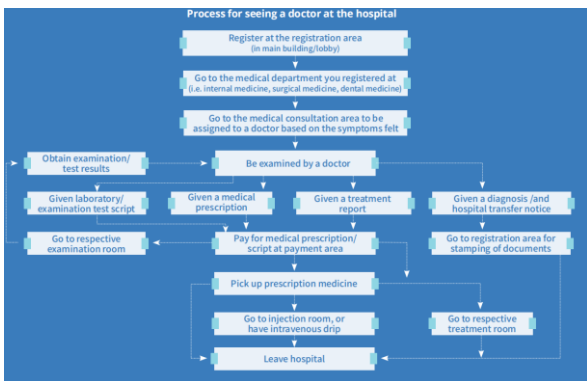 Process for seeing a doctor at the hospital
Register at the registration area
(in main building/lobby)
Go to the medical department you registered at
(i.e. internal medicine, surgical medicine, dental medicine)
Go to the medical consultation area to be
assigned to a doctor based on the symptoms felt
Obtain examination/
test results
Be examined by a doctor
Given laboratory/
examination test script
Given a medical
prescription
Given a treatment
report
Given a diagnosis /and
hospital transfer notice
Go to respective
examination room
Pay for medical prescription/
script at payment area
Go to registration area for
stamping of documents
Pick up prescription medicine
Go to injection room, or
have intravenous drip
Go to respective
treatment room
Leave hospital